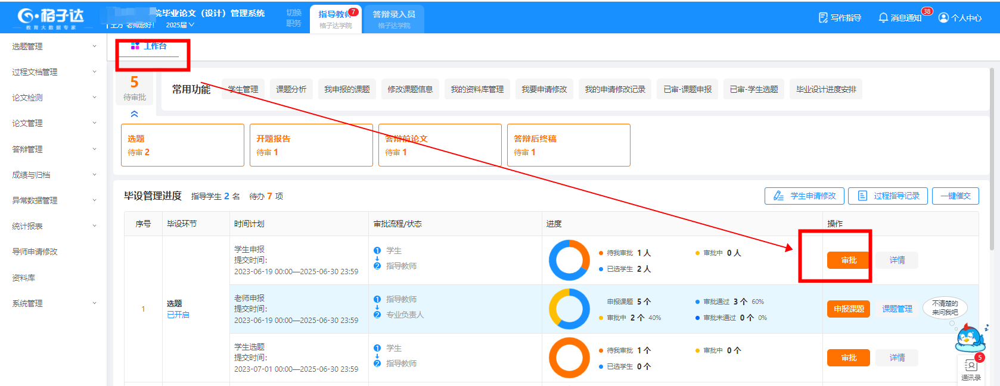 格子达
教育大数据专家
院毕业论文（设计）管理系统
老师您好!
2025届
切换
职务
指导教师
7
格子达学院
答辩录入员
格子达学院
写作指导
消息通知
38
个人中心
选题管理
过程文档管理
论文检测
论文管理
答辩管理
成绩与归档
异常数据管理
统计报表
导师申请修改
资料库
系统管理
工作台
5
待审批
常用功能
学生管理
课题分析
我申报的课题
修改课题信息
我的资料库管理
我要申请修改
我的申请修改记录
已审-课题申报
已审-学生选题
毕业设计进度安排
选题
待审 2
开题报告
待审 1
答辩前论文
待审 1
答辩后终稿
待审 1
毕设管理进度 指导学生 2 名 待办 7 项
学生申请修改
过程指导记录
一键催交
序号 毕设环节 时间计划 审批流程/状态 进度 操作
1
选题
已开启
学生申报
提交时间:
2023-06-19 00:00—2025-06-30 23:59
1 学生
2 指导教师
待我审批 1 人
审批中 0 人
已选学生 2 人
审批
详情
老师申报
提交时间:
2023-06-19 00:00—2025-06-30 23:59
1 指导教师
2 专业负责人
申报课题 5 个
审批通过 3 个 60%
审批中 2 个 40%
审批未通过 0 个 0%
申报课题
课题管理
学生选题
提交时间:
2023-07-01 00:00—2025-06-30 23:59
1 学生
2 指导教师
待我审批 1 个
审批中 0 个
已选学生 0 个
审批
详情
不清楚的
来问我吧
z
z
5
通讯录